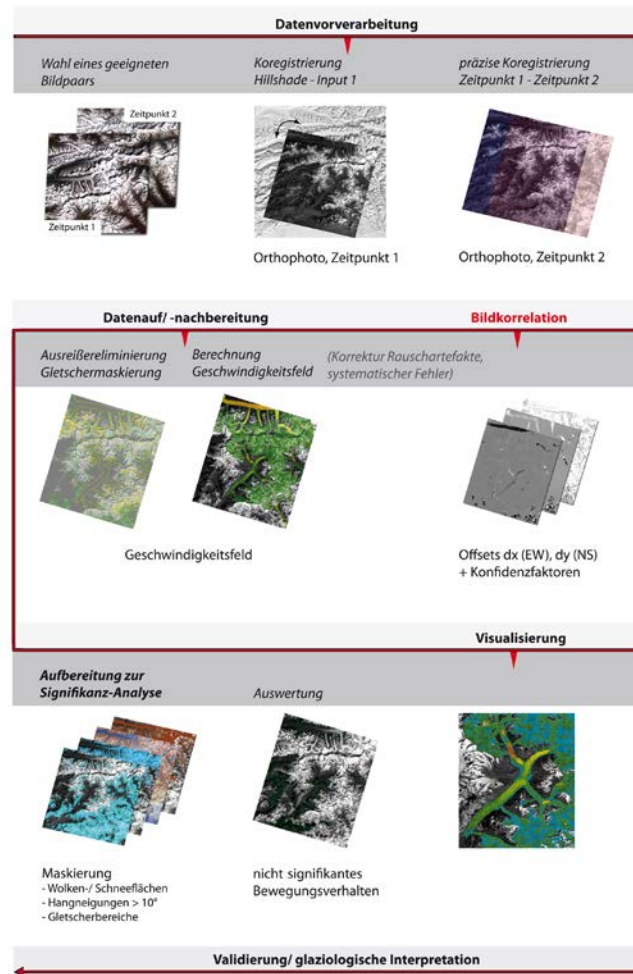 Datenvorverarbeitung
Wahl eines geeigneten
Bildpaars
Koregistrierung
Hillshade - Input 1
präzise Koregistrierung
Zeitpunkt 1 - Zeitpunkt 2
Zeitpunkt 2
Zeitpunkt 1
Orthophoto, Zeitpunkt 1
Orthophoto, Zeitpunkt 2
Datenauf/ -nachbereitung
Bildkorrelation
Ausreißereliminierung
Gletschermaskierung
Berechnung
Geschwindigkeitsfeld
(Korrektur Rauschartefakte,
systematischer Fehler)
Geschwindigkeitsfeld
Offsets dx (EW), dy (NS)
+ Konfidenzfaktoren
Visualisierung
Aufbereitung zur
Signifikanz-Analyse
Auswertung
Maskierung
- Wolken-/ Schneeflächen
- Hangneigungen > 10°
- Gletscherbereiche
nicht signifikantes
Bewegungsverhalten
Validierung/ glaziologische Interpretation